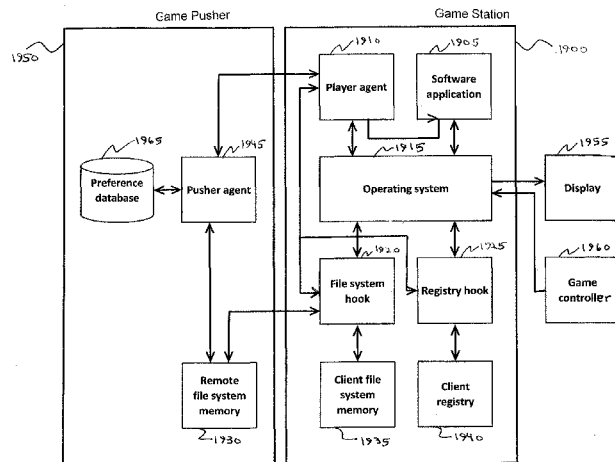 Game Pusher
Game Station
1950
1910
1905
1900
Player agent
Software
application
1965
1945
1915
1955
Preference
database
Pusher agent
Operating system
Display
1920
1925
1960
File system
hook
Registry hook
Game
controller
Remote
file system
memory
Client file
system
memory
Client
registry
1930
1935
1940